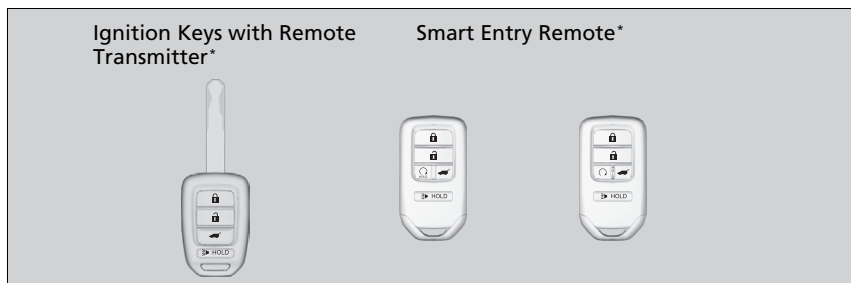 Ignition Keys with Remote
Transmitter*
Smart Entry Remote*
HOLD
HOLD
HOLD